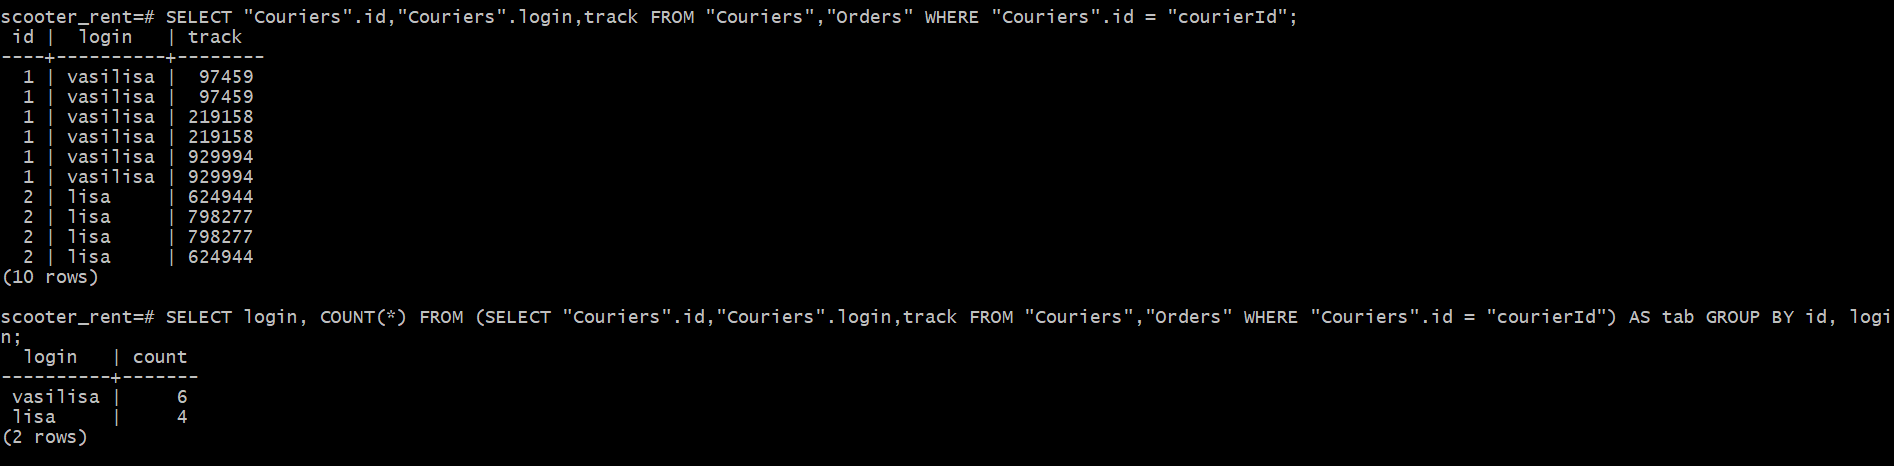 scooter_rent=# SELECT "Couriers".id,"Couriers".login,track FROM "Couriers","Orders" WHERE "Couriers".id = "courierId";
 id |  login   | track
----+----------+--------
  1 | vasilisa |  97459
  1 | vasilisa |  97459
  1 | vasilisa | 219158
  1 | vasilisa | 219158
  1 | vasilisa | 929994
  1 | vasilisa | 929994
  2 | lisa     | 624944
  2 | lisa     | 798277
  2 | lisa     | 798277
  2 | lisa     | 624944
(10 rows)

scooter_rent=# SELECT login, COUNT(*) FROM (SELECT "Couriers".id,"Couriers".login,track FROM "Couriers","Orders" WHERE "Couriers".id = "courierId") AS tab GROUP BY id, logi
n;
  login   | count
----------+-------
 vasilisa |     6
 lisa     |     4
(2 rows)